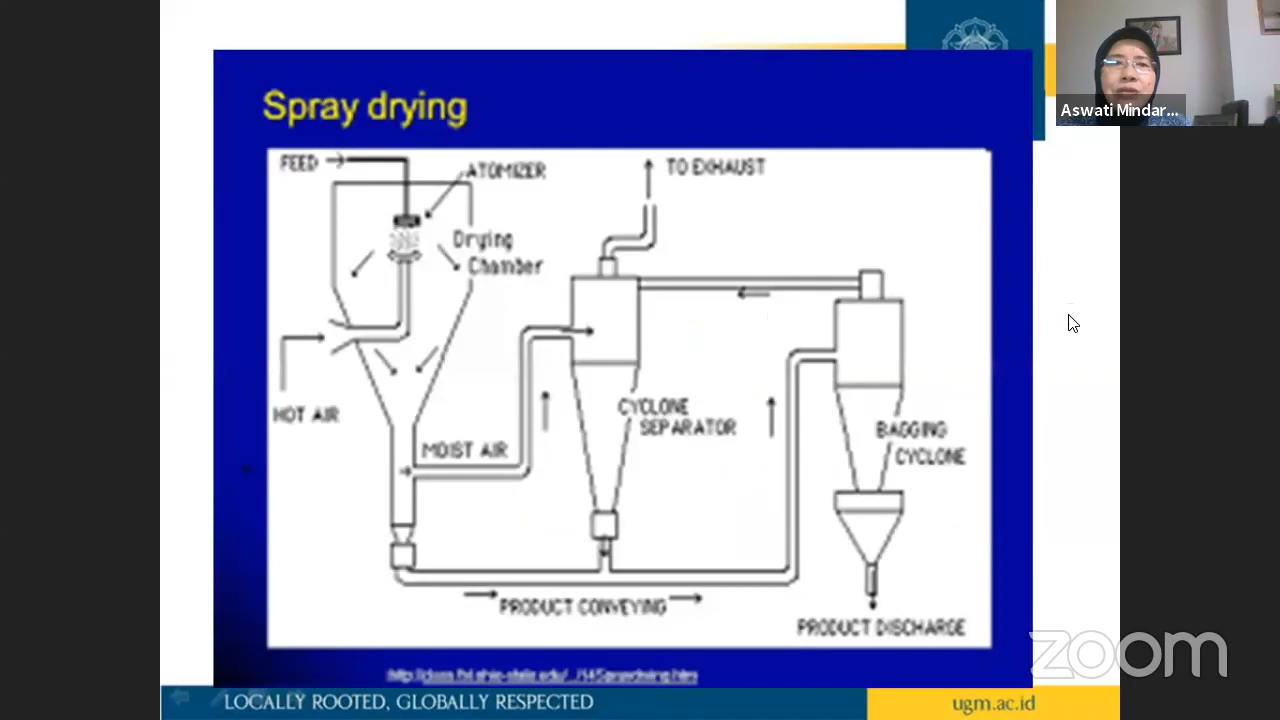 Spray drying
FEED
ATOMIZER
TO EXHAUST
Drying
Chamber
HOT AIR
MOIST AIR
CYCLONE
SEPARATOR
BAGGING
CYCLONE
PRODUCT CONVEYING
PRODUCT DISCHARGE
LOCALLY ROOTED, GLOBALLY RESPECTED
ugm.ac.id
Aswati Mindar...
zoom